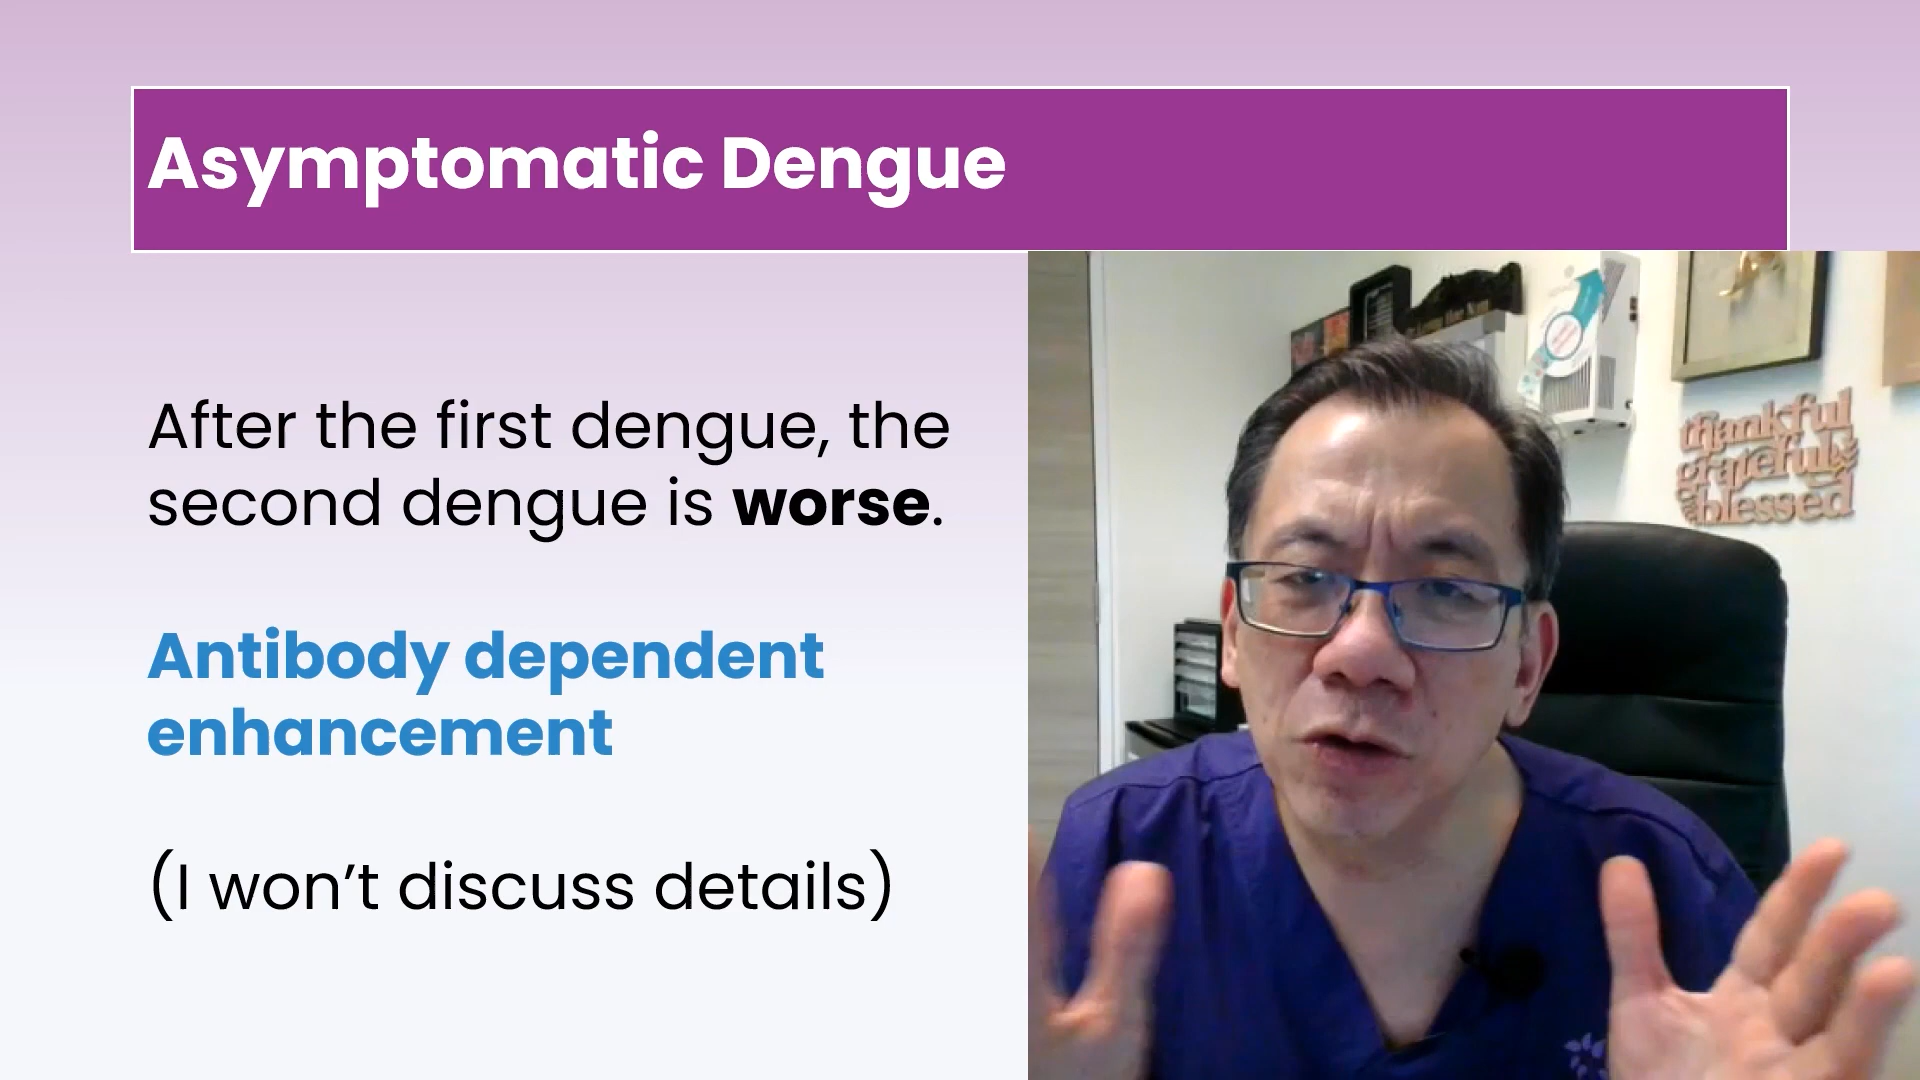 Asymptomatic Dengue
After the first dengue, the
second dengue is worse.
Antibody dependent
enhancement
(I won’t discuss details)
thankful
grateful &
blessed